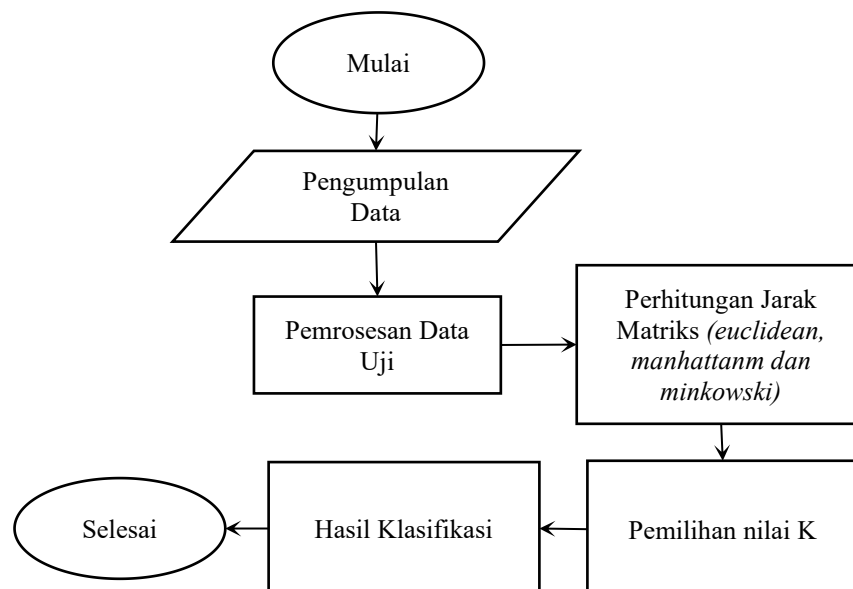 Mulai
Pengumpulan
Data
Pemrosesan Data
Uji
Perhitungan Jarak
Matriks (euclidean,
manhattanm dan
minkowski)
Pemilihan nilai K
Hasil Klasifikasi
Selesai